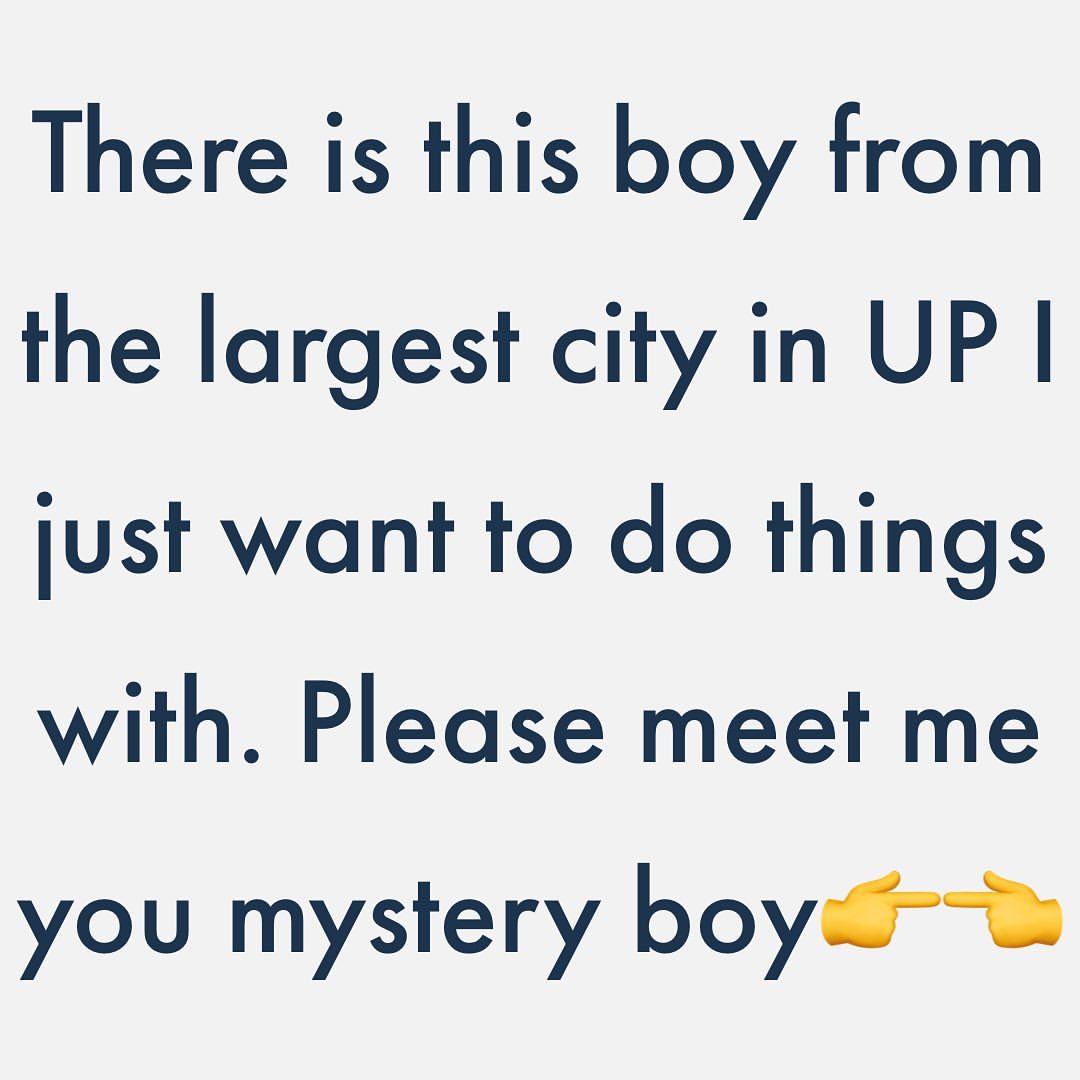 There is this boy from
the largest city in UP I
just want to do things
with. Please meet me
you mystery boy👉👈